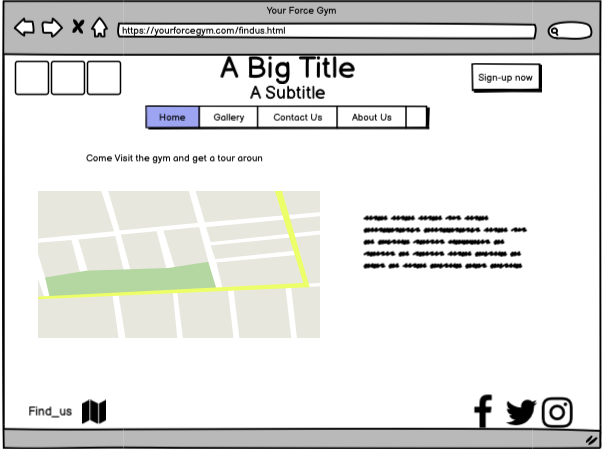 Your Force Gym
https://yourforcegym.com/findus.html
A Big Title
A Subtitle
Sign-up now
Home Gallery Contact Us About Us
Come Visit the gym and get a tour aroun
Find_us